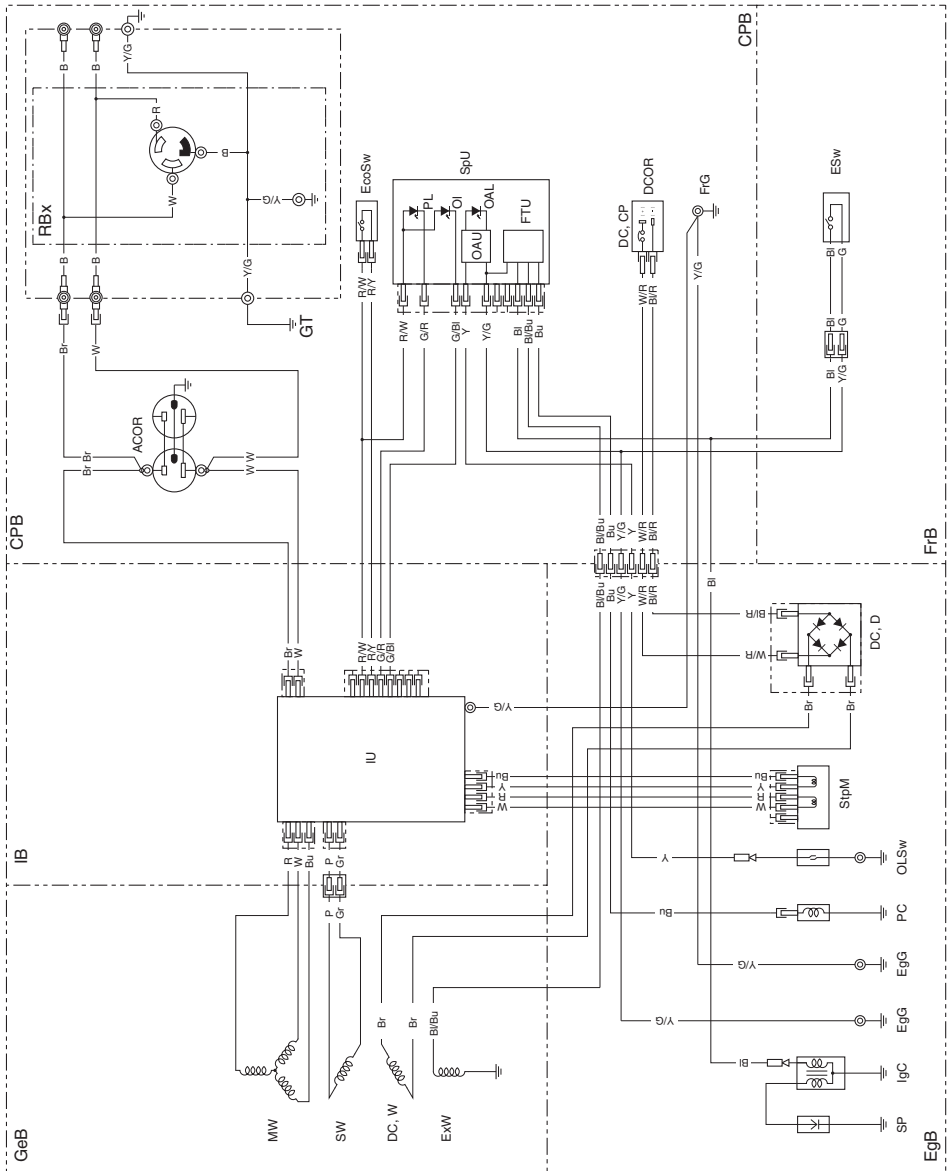 CPB
CPB
RBx
B
B
Y/G
R
B
W
Y/G
B
B
Y/G
GT
Br
W
ACOR
Br Br
Br Br
W W
W W
EcoSw
R/W
R/Y
SpU
PL
OI
OAL
OAU
FTU
R/W
G/R
G/Bl
Y
Y/G
Bl
Bl/Bu
Bu
DC, CP
DCOR
W/R
Bl/R
FrG
Y/G
ESw
Bl
G
Bl
G
Bl
Y/G
FrB
IB
Br
W
R/W
R/Y
G/R
G/Bl
IU
Y/G
Bl/Bu
Bu
Y/G
Y
W/R
Bl/R
Bl/Bu
Bu
Y/G
Y
W/R
Bl/R
Bl
Bl/R
W/R
DC, D
Br
Br
Bu
Y
R
W
Bu
Y
R
W
StpM
R
W
Bu
P
Gr
P
Gr
Br
Br
Bl/Bu
MW
SW
DC, W
ExW
GeB
Y
OLSw
Bu
PC
Y/G
EgG
Y/G
EgG
Bl
IgC
SP
EgB